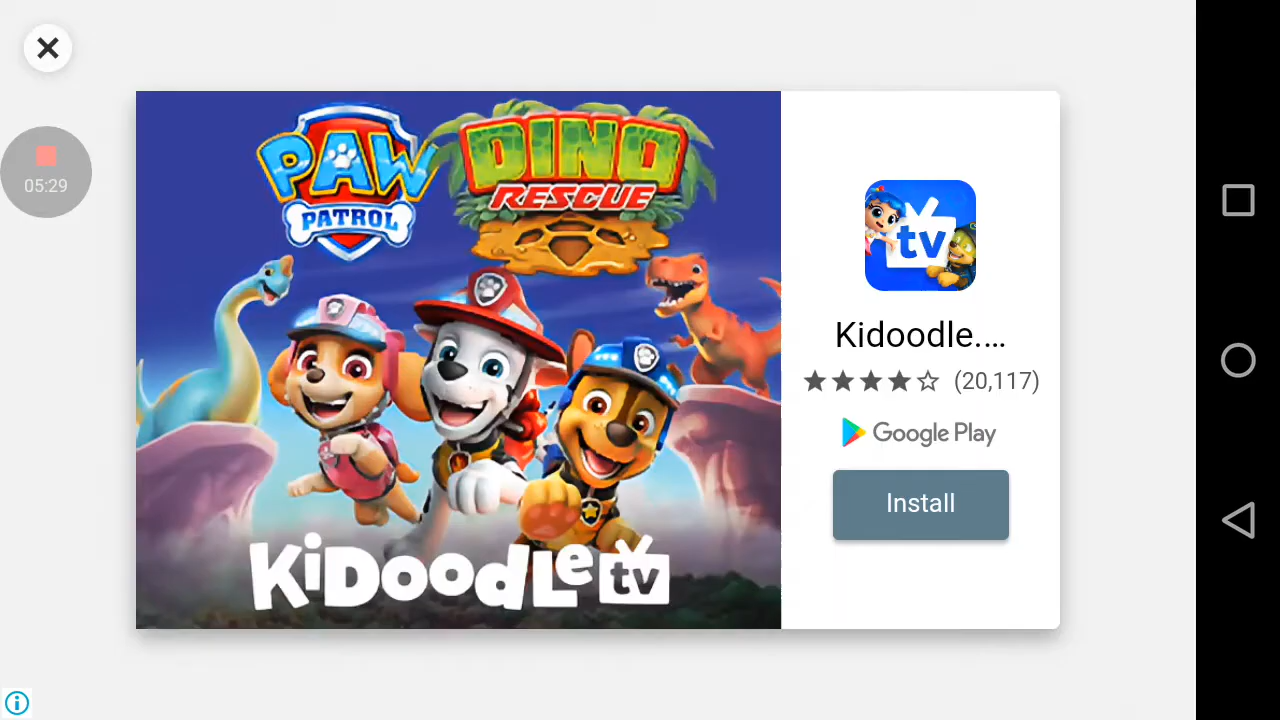 05:29
PAW
PATROL
DINO
RESCUE
KiDoodLe
tv
tv
Kidoodle....
(20,117)
Google Play
Install